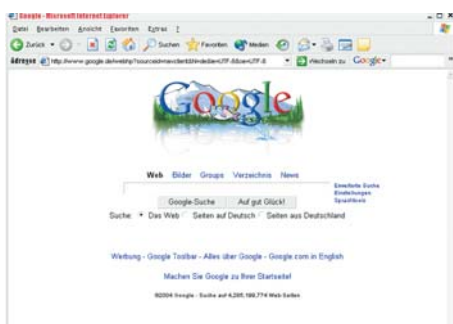 Google - Microsoft Internet Explorer
Datei Bearbeiten Ansicht Favoriten Extras ?
Zurück Suchen Favoriten Medien
Adresse Wechseln zu Google
Google
Web Bilder Groups Verzeichnis News
Erweiterte Suche
Einstellungen
Sprachtools
Google-Suche Auf gut Glück!
Suche: Das Web Seiten auf Deutsch Seiten aus Deutschland
Werbung - Google Toolbar - Alles über Google - Google.com in English
Machen Sie Google zu Ihrer Startseite!
©2004 Google - Suche auf 4,285,199,774 Web-Seiten